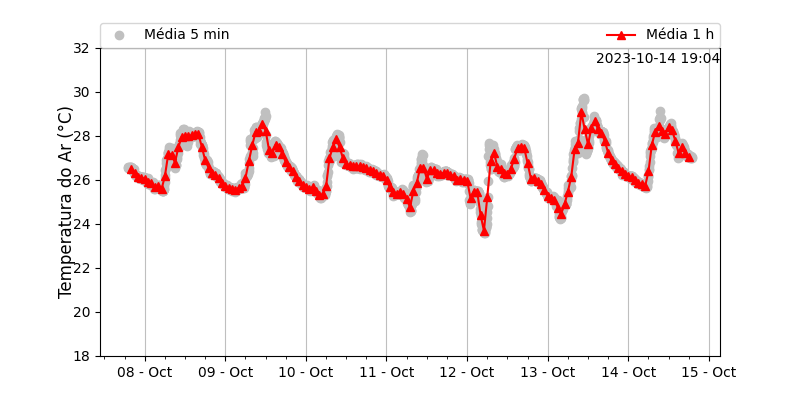 Média 5 min
Média 1 h
2023-10-14 19:04
Temperatura do Ar (°C)
32
30
28
26
24
22
20
18
08 - Oct
09 - Oct
10 - Oct
11 - Oct
12 - Oct
13 - Oct
14 - Oct
15 - Oct